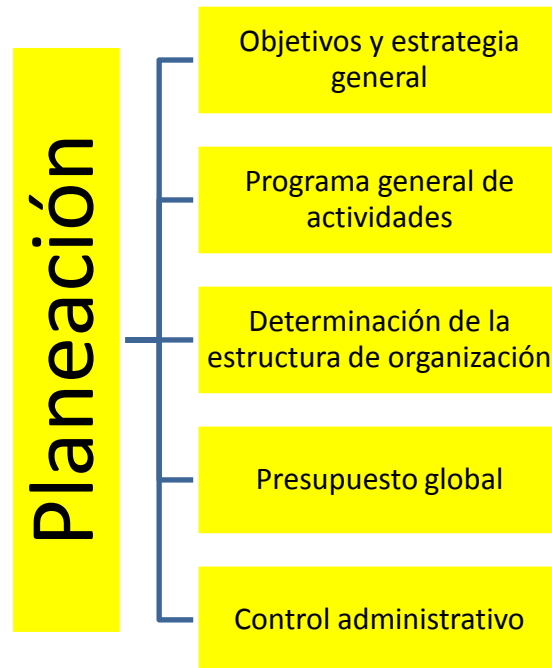 Planeación
Objetivos y estrategia
general
Programa general de
actividades
Determinación de la
estructura de organización
Presupuesto global
Control administrativo